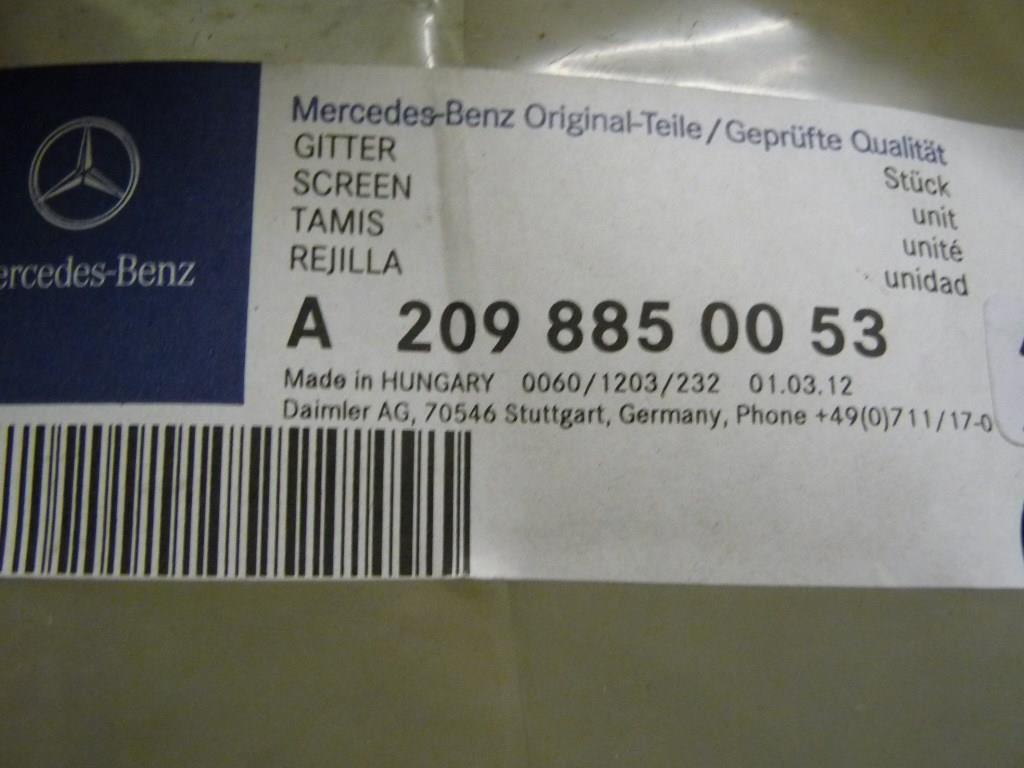 Mercedes-Benz Original-Teile/Geprüfte Qualität
GITTER Stück
SCREEN unit
TAMIS unité
REJILLA unidad
ercedes-Benz
A 209 885 00 53
Made in HUNGARY 0060/1203/232 01.03.12
Daimler AG, 70546 Stuttgart, Germany, Phone +49(0)711/17-0